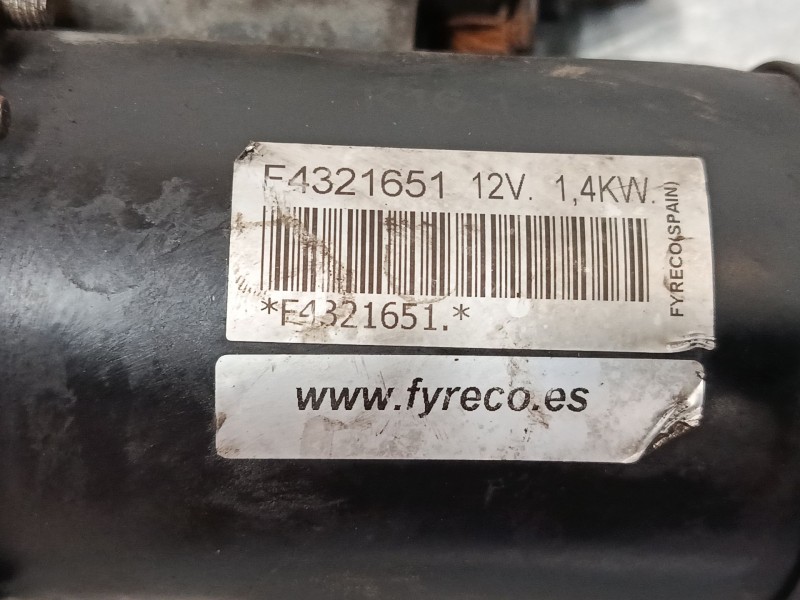 F4321651 12V. 1,4KW.
*F4321651.*
FYRECO(SPAIN)
www.fyreco.es